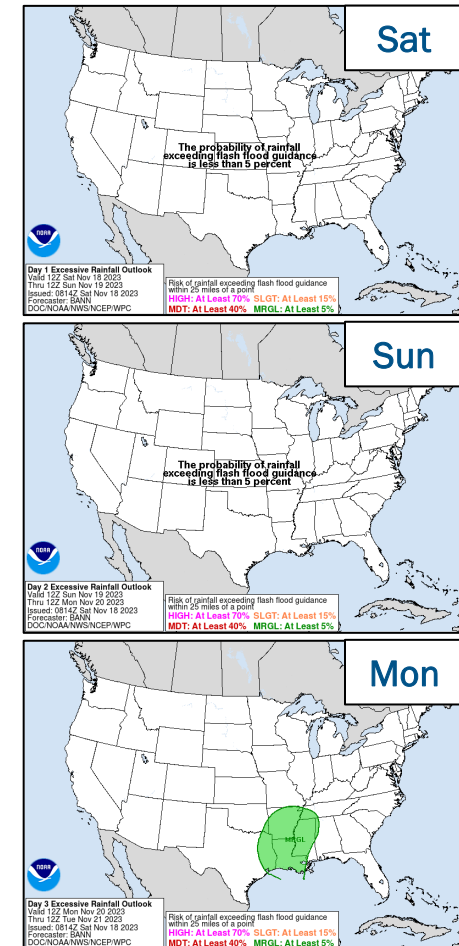 Sat
The probability of rainfall
exceeding flash flood guidance
is less than 5 percent
NOAA
Day 1 Excessive Rainfall Outlook
Valid 12Z Sat Nov 18 2023
Thru 12Z Sun Nov 19 2023
Issued: 0814Z Sat Nov 18 2023
Forecaster: BANN
DOC/NOAA/NWS/NCEP/WPC
Risk of rainfall exceeding flash flood guidance
within 25 miles of a point
HIGH: At Least 70% SLGT: At Least 15%
MDT: At Least 40% MRGL: At Least 5%
Sun
The probability of rainfall
exceeding flash flood guidance
is less than 5 percent
NOAA
Day 2 Excessive Rainfall Outlook
Valid 12Z Sun Nov 19 2023
Thru 12Z Mon Nov 20 2023
Issued: 0814Z Sat Nov 18 2023
Forecaster: BANN
DOC/NOAA/NWS/NCEP/WPC
Risk of rainfall exceeding flash flood guidance
within 25 miles of a point
HIGH: At Least 70% SLGT: At Least 15%
MDT: At Least 40% MRGL: At Least 5%
Mon
MRGL
NOAA
Day 3 Excessive Rainfall Outlook
Valid 12Z Mon Nov 20 2023
Thru 12Z Tue Nov 21 2023
Issued: 0814Z Sat Nov 18 2023
Forecaster: BANN
DOC/NOAA/NWS/NCEP/WPC
Risk of rainfall exceeding flash flood guidance
within 25 miles of a point
HIGH: At Least 70% SLGT: At Least 15%
MDT: At Least 40% MRGL: At Least 5%